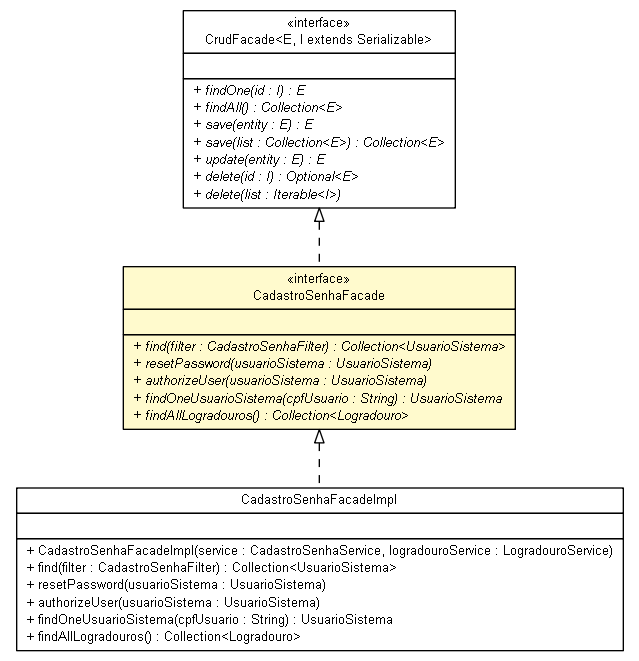 «interface»
CrudFacade<E, I extends Serializable>
+ findOne(id : I) : E
+ findAll() : Collection<E>
+ save(entity : E) : E
+ save(list : Collection<E>) : Collection<E>
+ update(entity : E) : E
+ delete(id : I) : Optional<E>
+ delete(list : Iterable<I>)
«interface»
CadastroSenhaFacade
+ find(filter : CadastroSenhaFilter) : Collection<UsuarioSistema>
+ resetPassword(usuarioSistema : UsuarioSistema)
+ authorizeUser(usuarioSistema : UsuarioSistema)
+ findOneUsuarioSistema(cpfUsuario : String) : UsuarioSistema
+ findAllLogradouros() : Collection<Logradouro>
CadastroSenhaFacadeImpl
+ CadastroSenhaFacadeImpl(service : CadastroSenhaService, logradouroService : LogradouroService)
+ find(filter : CadastroSenhaFilter) : Collection<UsuarioSistema>
+ resetPassword(usuarioSistema : UsuarioSistema)
+ authorizeUser(usuarioSistema : UsuarioSistema)
+ findOneUsuarioSistema(cpfUsuario : String) : UsuarioSistema
+ findAllLogradouros() : Collection<Logradouro>